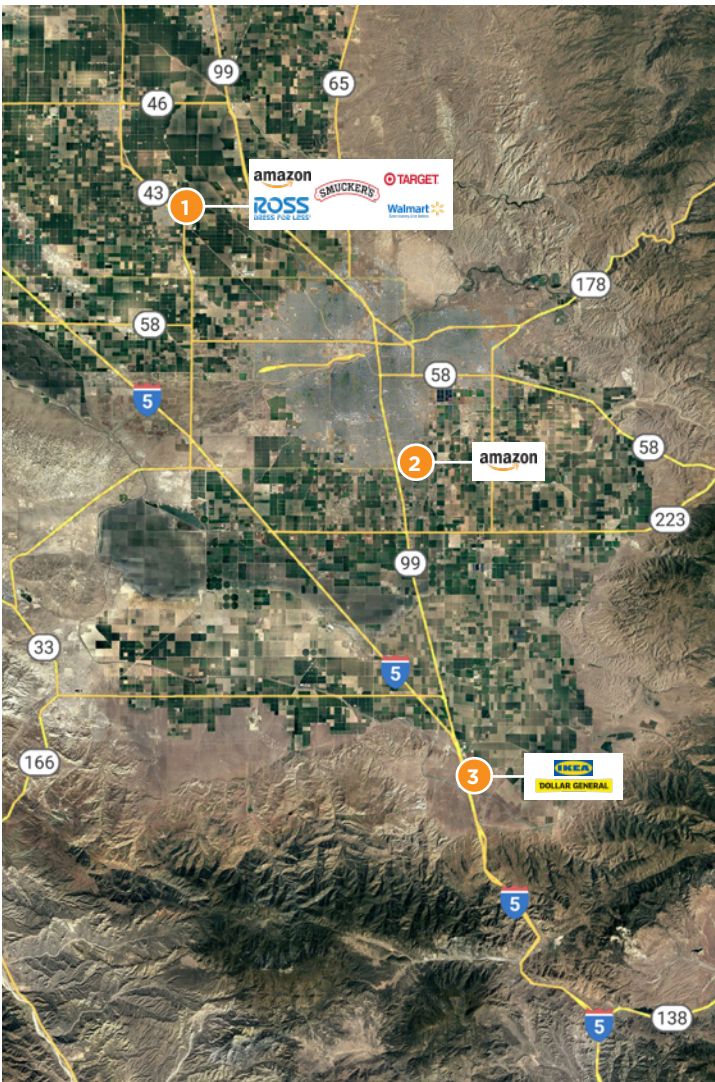 99
65
46
amazon
SMUCKER'S
TARGET
43
1
ROSS
DRESS FOR LESS
Walmart
178
58
58
5
58
2
amazon
223
99
33
5
166
3
IKEA
DOLLAR GENERAL
5
5
138